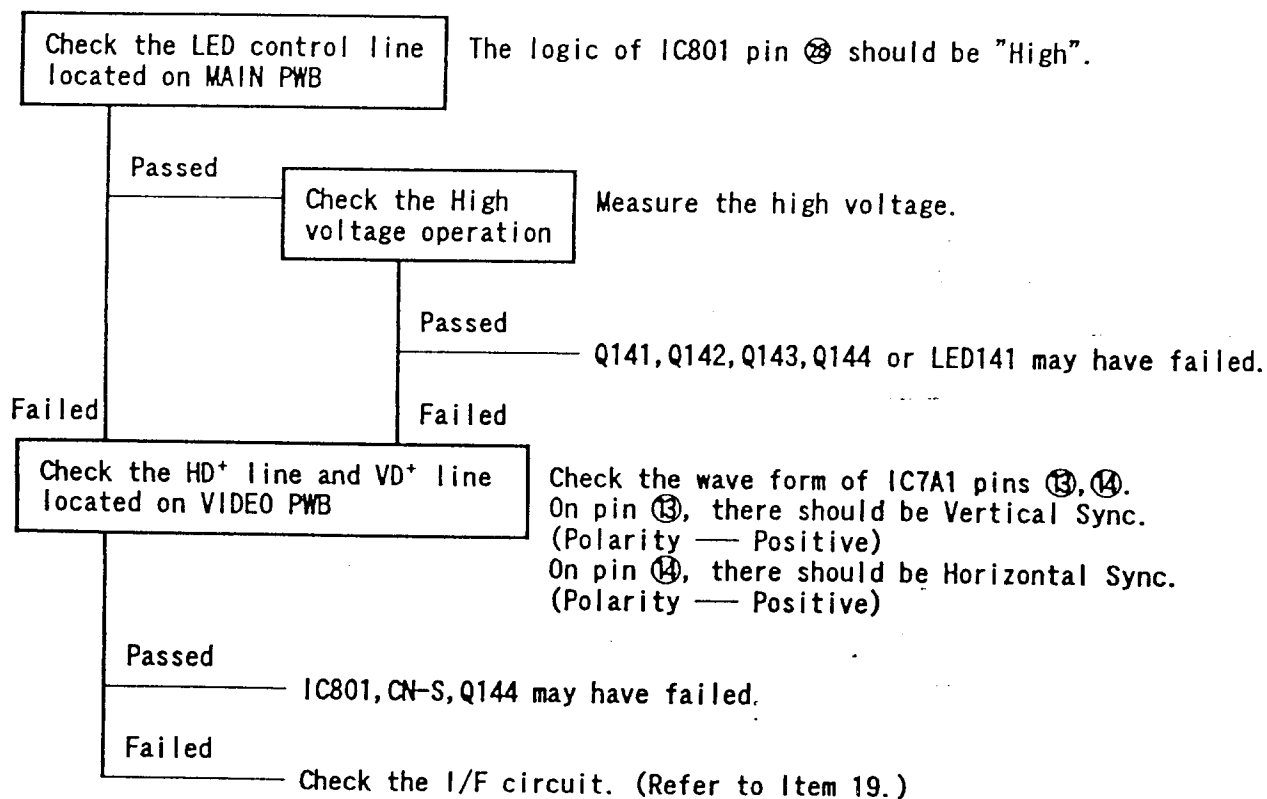 Check the LED control line
located on MAIN PWB
The logic of IC801 pin ㉘ should be "High".
Passed
Check the High
voltage operation
Measure the high voltage.
Passed
Q141,Q142,Q143,Q144 or LED141 may have failed.
Failed
Failed
Check the HD⁺ line and VD⁺ line
located on VIDEO PWB
Check the wave form of IC7A1 pins ⑬,⑭.
On pin ⑬, there should be Vertical Sync.
(Polarity — Positive)
On pin ⑭, there should be Horizontal Sync.
(Polarity — Positive)
Passed
IC801,CN-S,Q144 may have failed.
Failed
Check the I/F circuit. (Refer to Item 19.)